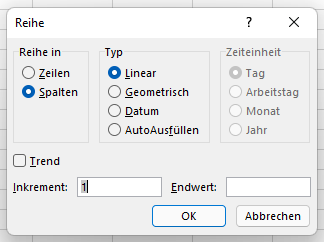 Reihe
Reihe in
Zeilen
Spalten
Typ
Linear
Geometrisch
Datum
AutoAusfüllen
Zeiteinheit
Tag
Arbeitstag
Monat
Jahr
Trend
Inkrement: 1
Endwert:
OK
Abbrechen